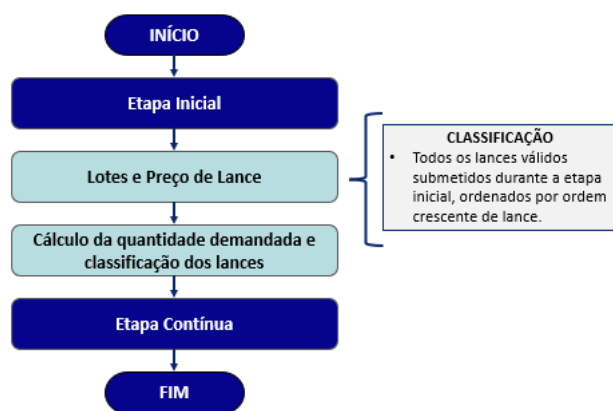 INÍCIO
Etapa Inicial
Lotes e Preço de Lance
Cálculo da quantidade demandada e
classificação dos lances
Etapa Contínua
FIM
CLASSIFICAÇÃO
• Todos os lances válidos
submetidos durante a etapa
inicial, ordenados por ordem
crescente de lance.